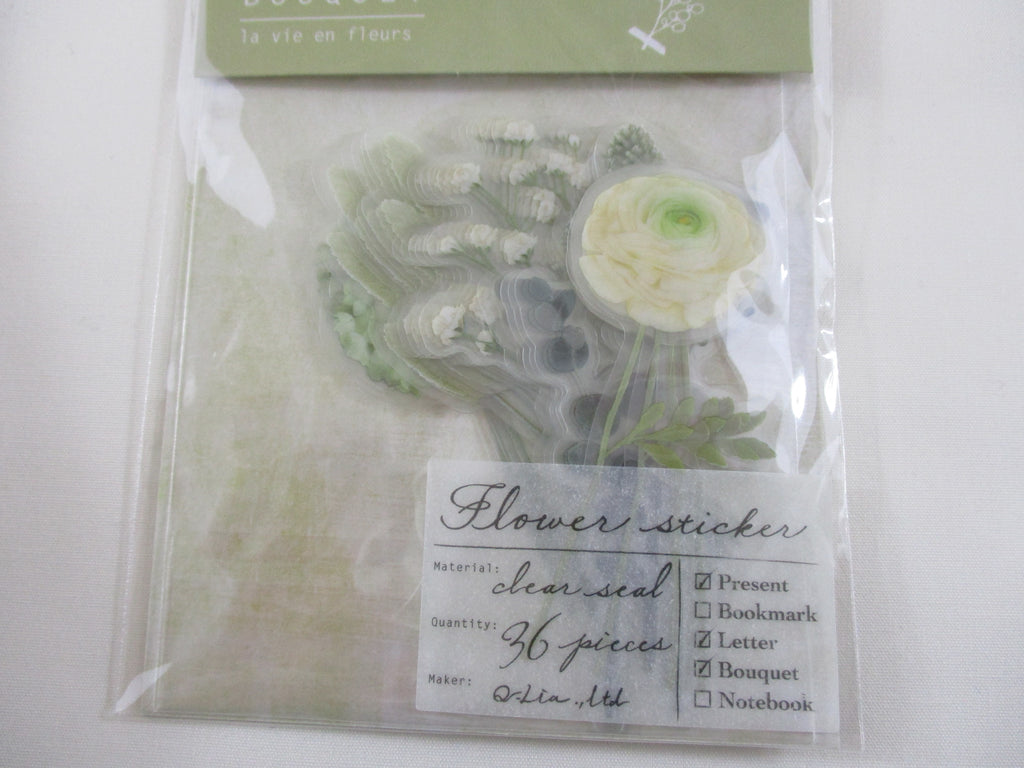 BOUQUET
la vie en fleurs
Flower sticker
Material: clear seal
Quantity: 36 pieces
Maker: Q-Lia.,ltd
☑ Present
☐ Bookmark
☑ Letter
☑ Bouquet
☐ Notebook